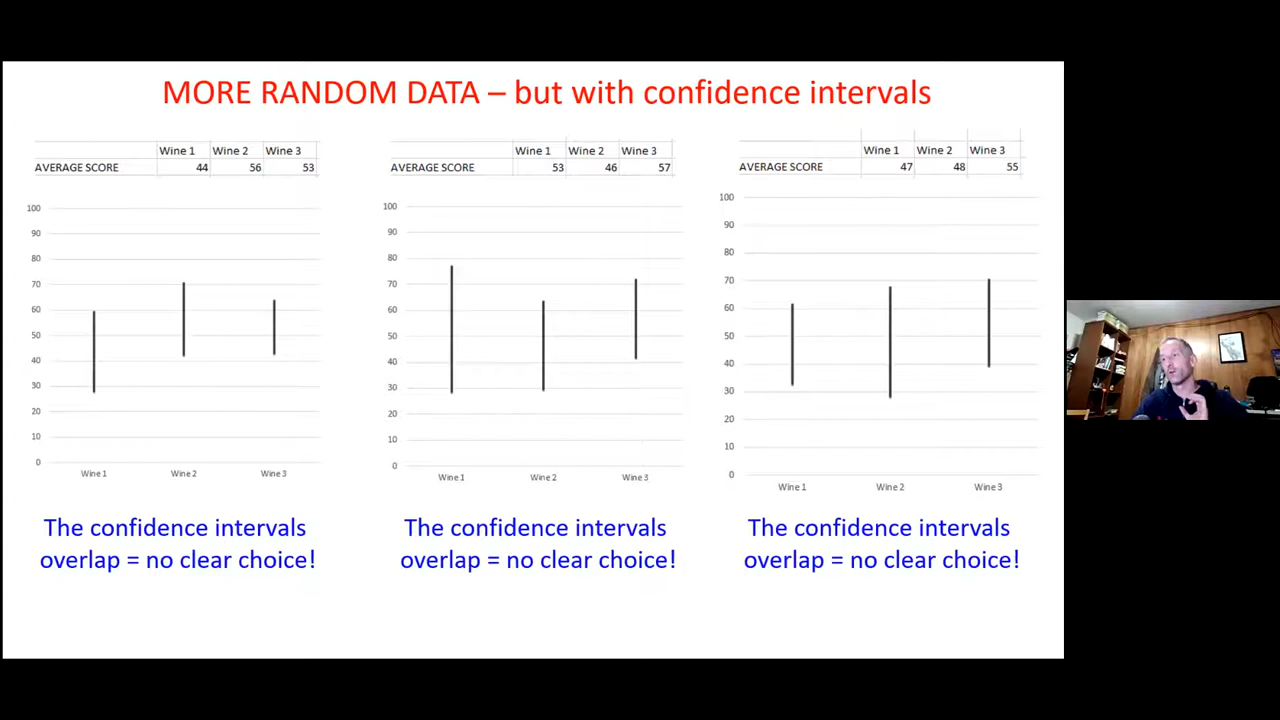 MORE RANDOM DATA – but with confidence intervals
Wine 1 Wine 2 Wine 3
AVERAGE SCORE 44 56 53
100
90
80
70
60
50
40
30
20
10
0
Wine 1 Wine 2 Wine 3
The confidence intervals
overlap = no clear choice!
Wine 1 Wine 2 Wine 3
AVERAGE SCORE 53 46 57
100
90
80
70
60
50
40
30
20
10
0
Wine 1 Wine 2 Wine 3
The confidence intervals
overlap = no clear choice!
Wine 1 Wine 2 Wine 3
AVERAGE SCORE 47 48 55
100
90
80
70
60
50
40
30
20
10
0
Wine 1 Wine 2 Wine 3
The confidence intervals
overlap = no clear choice!